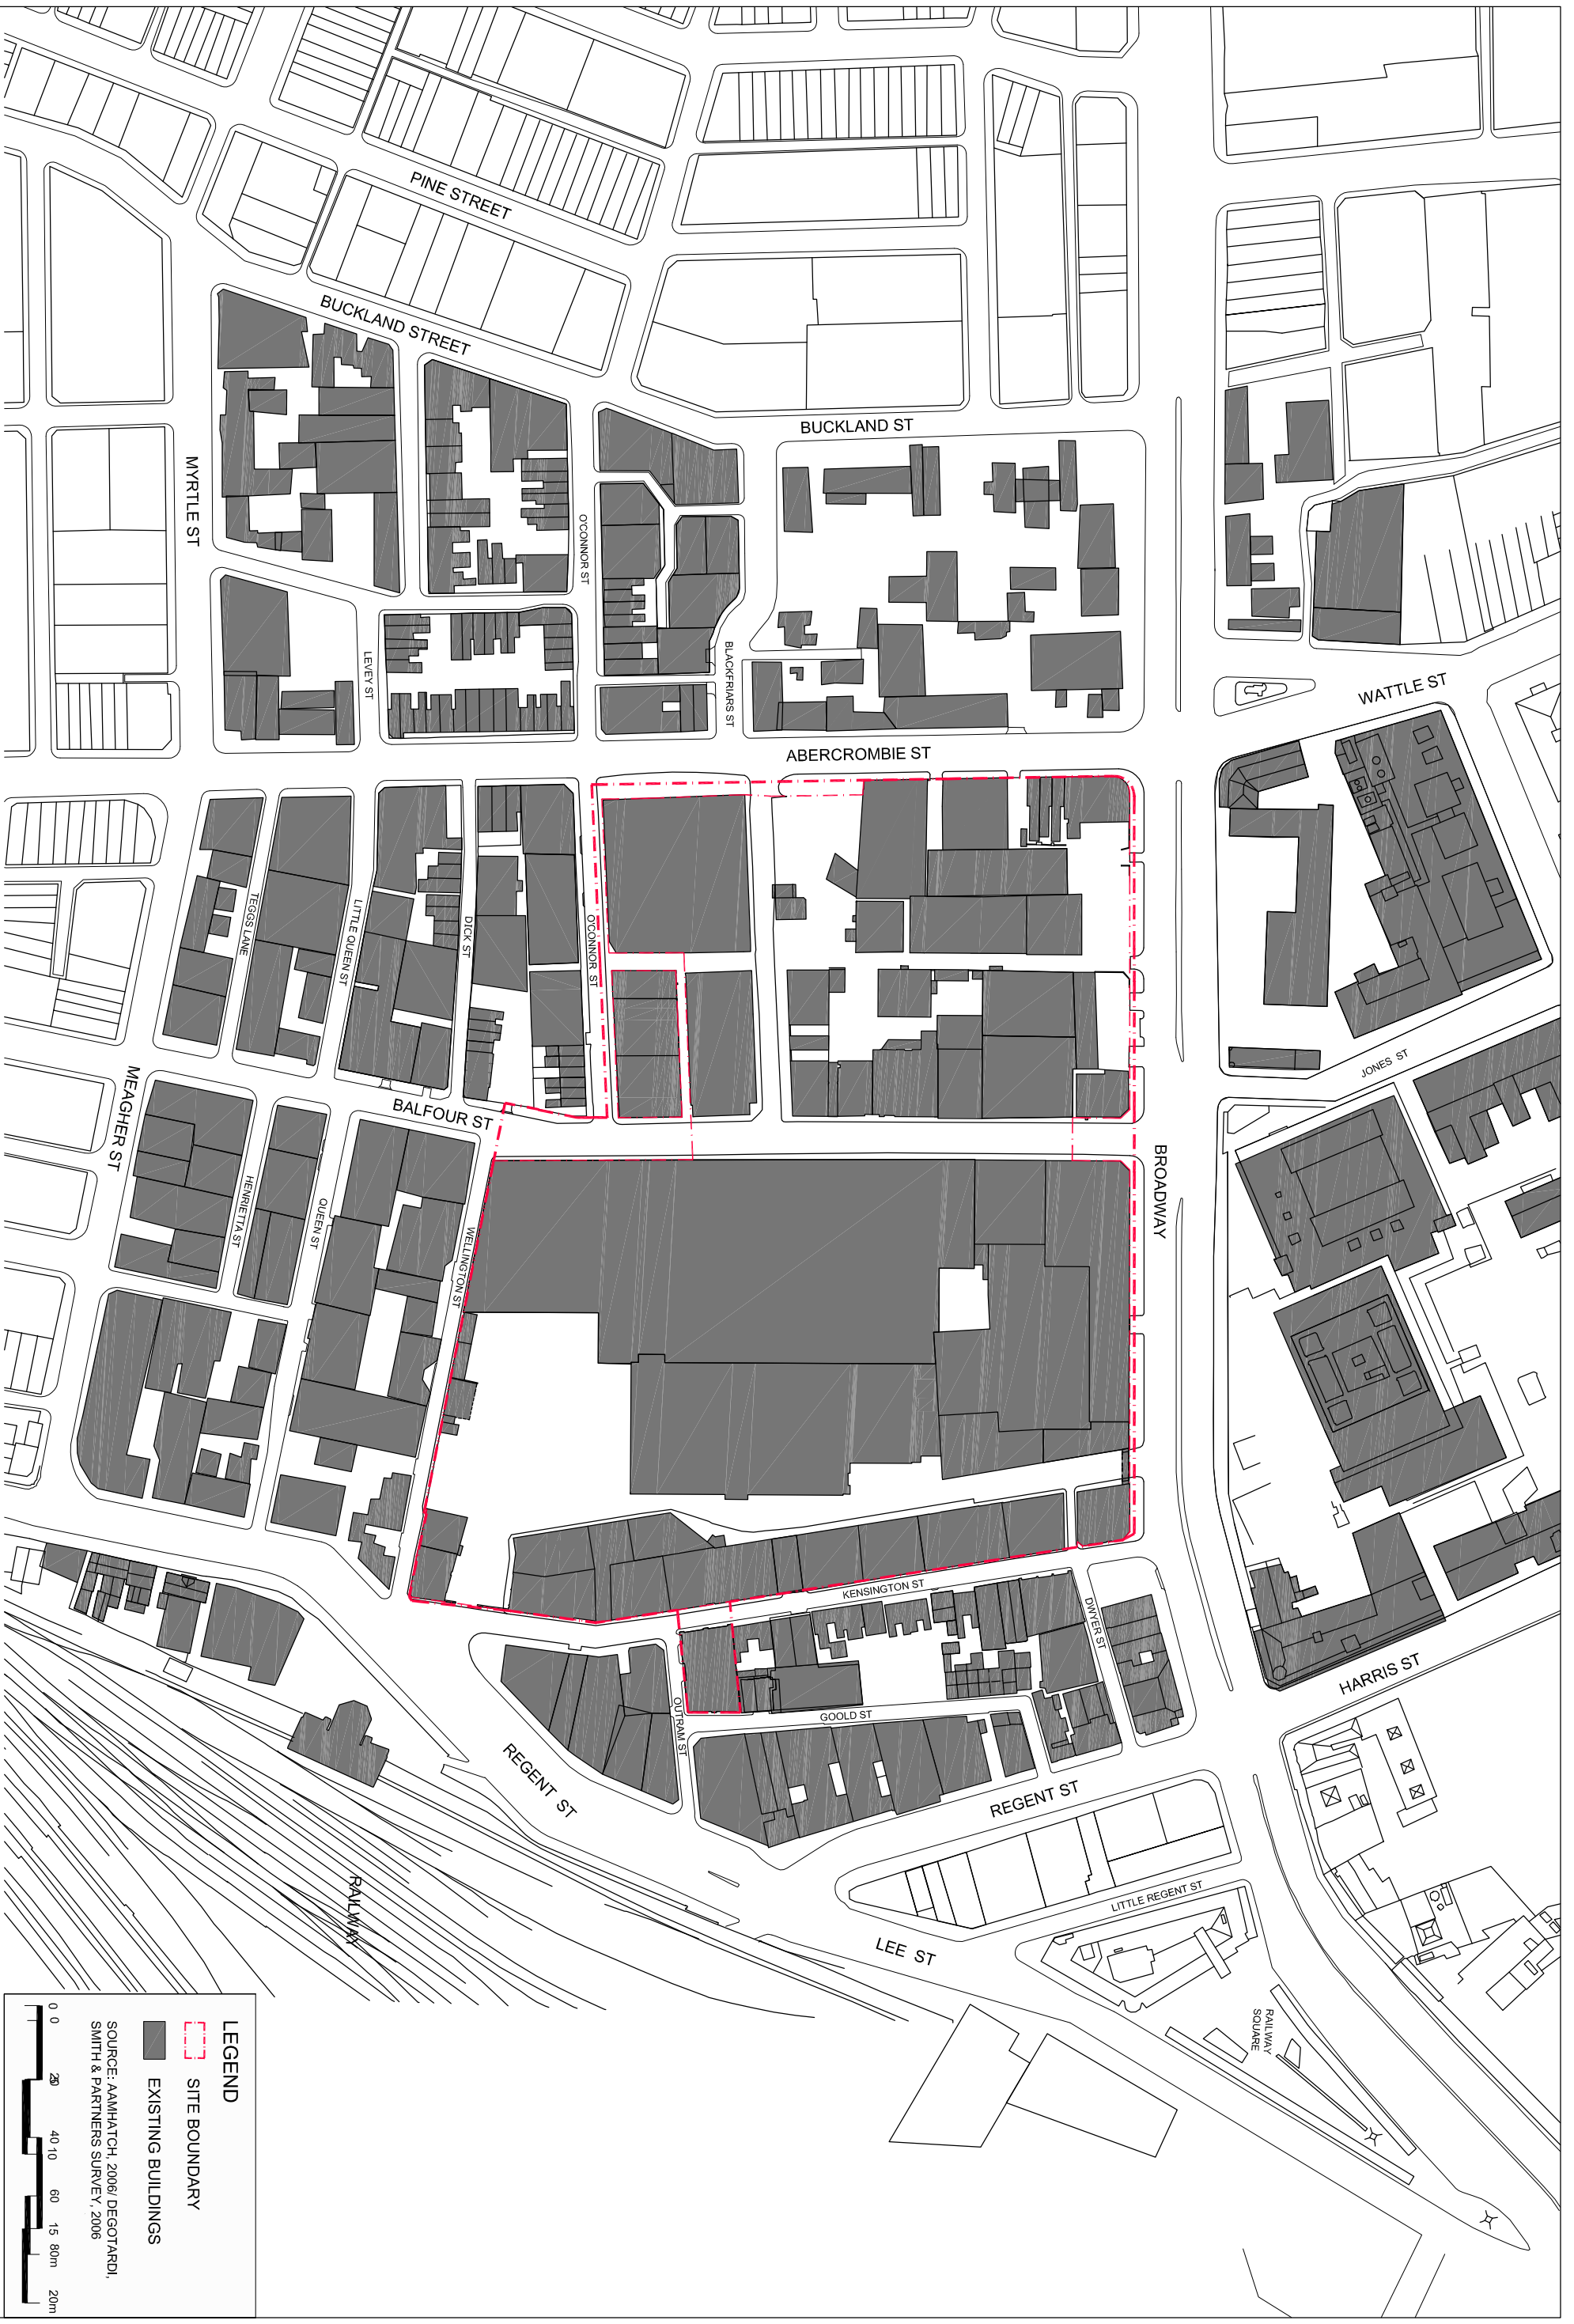 PINE STREET
BUCKLAND STREET
BUCKLAND ST
MYRTLE ST
O'CONNOR ST
LEVEY ST
BLACKFRIARS ST
WATTLE ST
ABERCROMBIE ST
TEGGS LANE
LITTLE QUEEN ST
DICK ST
O'CONNOR ST
JONES ST
MEAGHER ST
BALFOUR ST
BROADWAY
HENRIETTA ST
QUEEN ST
WELLINGTON ST
KENSINGTON ST
DWYER ST
HARRIS ST
OUTRAM ST
GOOLD ST
REGENT ST
REGENT ST
RAILWAY
LITTLE REGENT ST
LEE ST
RAILWAY
SQUARE
LEGEND
SITE BOUNDARY
EXISTING BUILDINGS
SOURCE: AAMHATCH, 2006/ DEGOTARDI,
SMITH & PARTNERS SURVEY, 2006
0 0 40 10 60 15 80m 20m